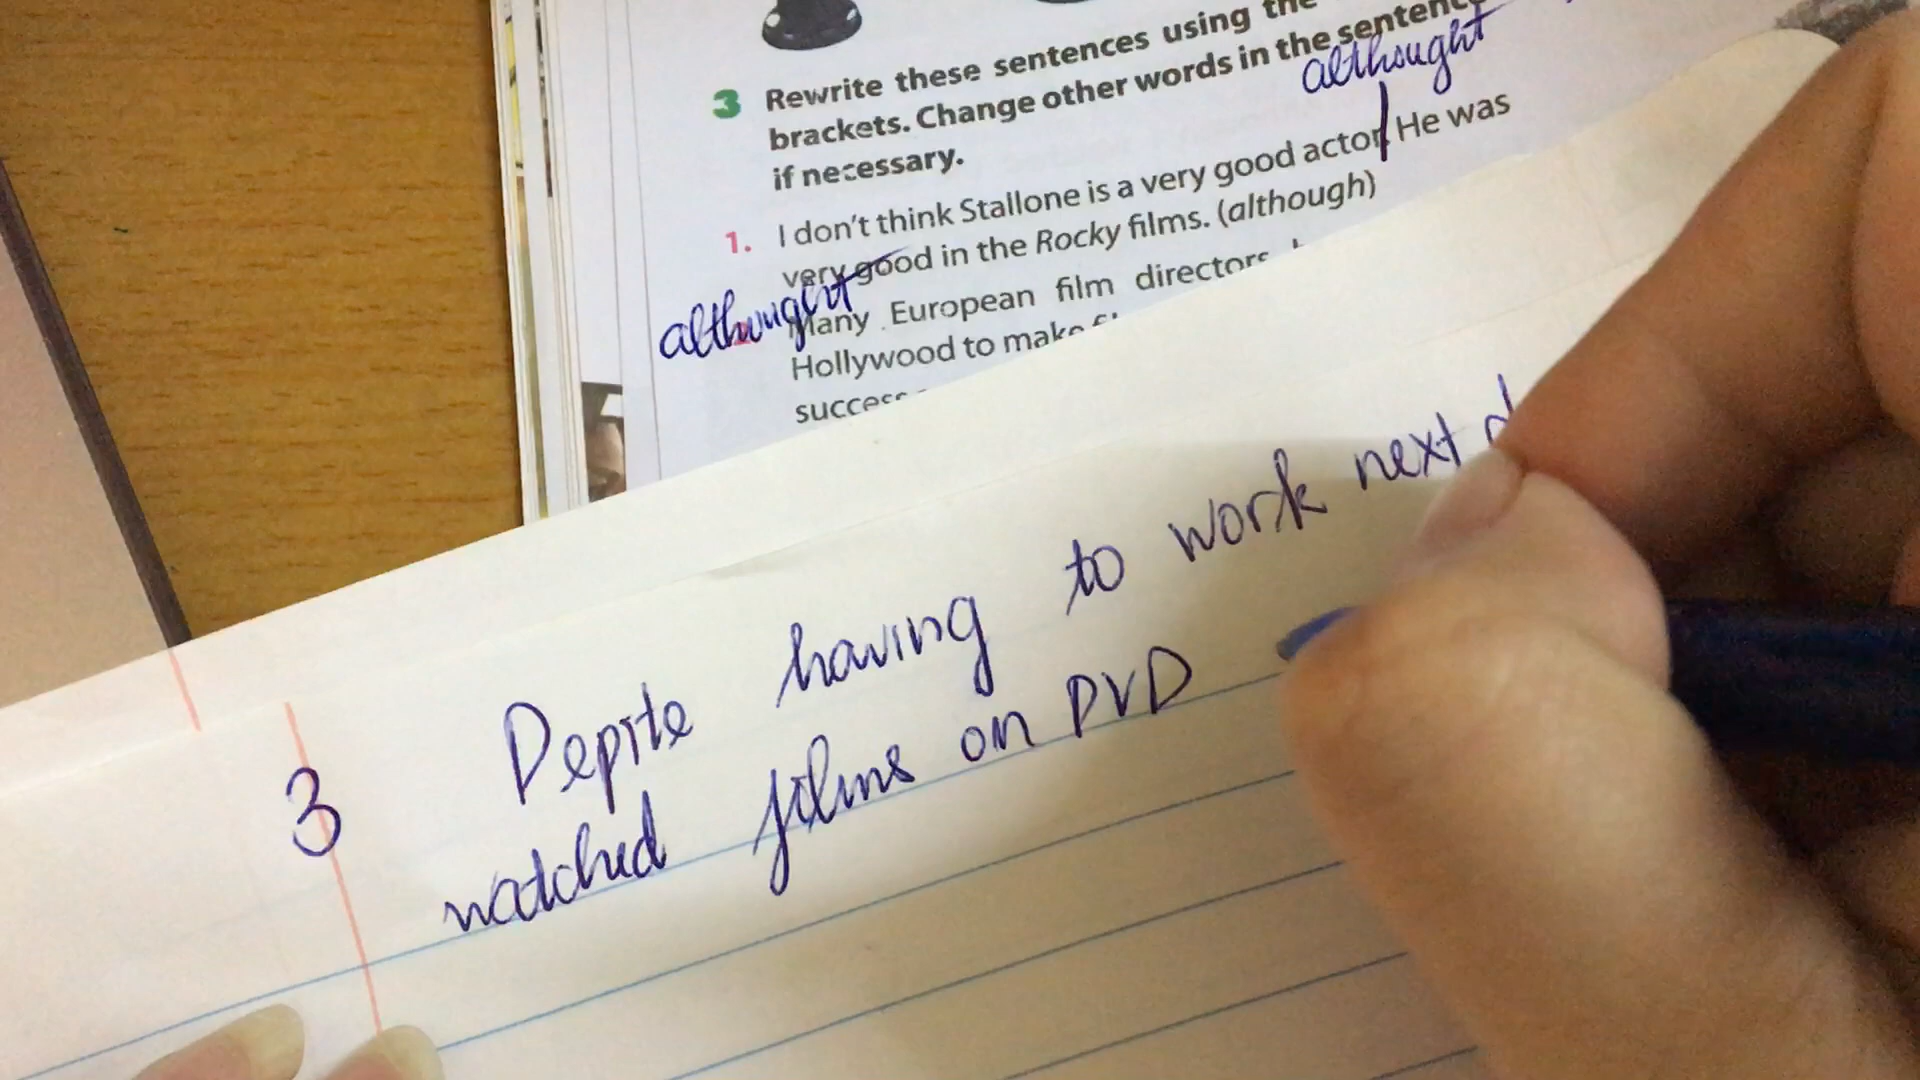 3 Rewrite these sentences using the
althought
brackets. Change other words in the sentenc
if necessary.
1. I don't think Stallone is a very good actor. He was
very good in the Rocky films. (although)
althought
Many European film directors
Hollywood to make
success
3 Depite having to work next d
watched films on DVD